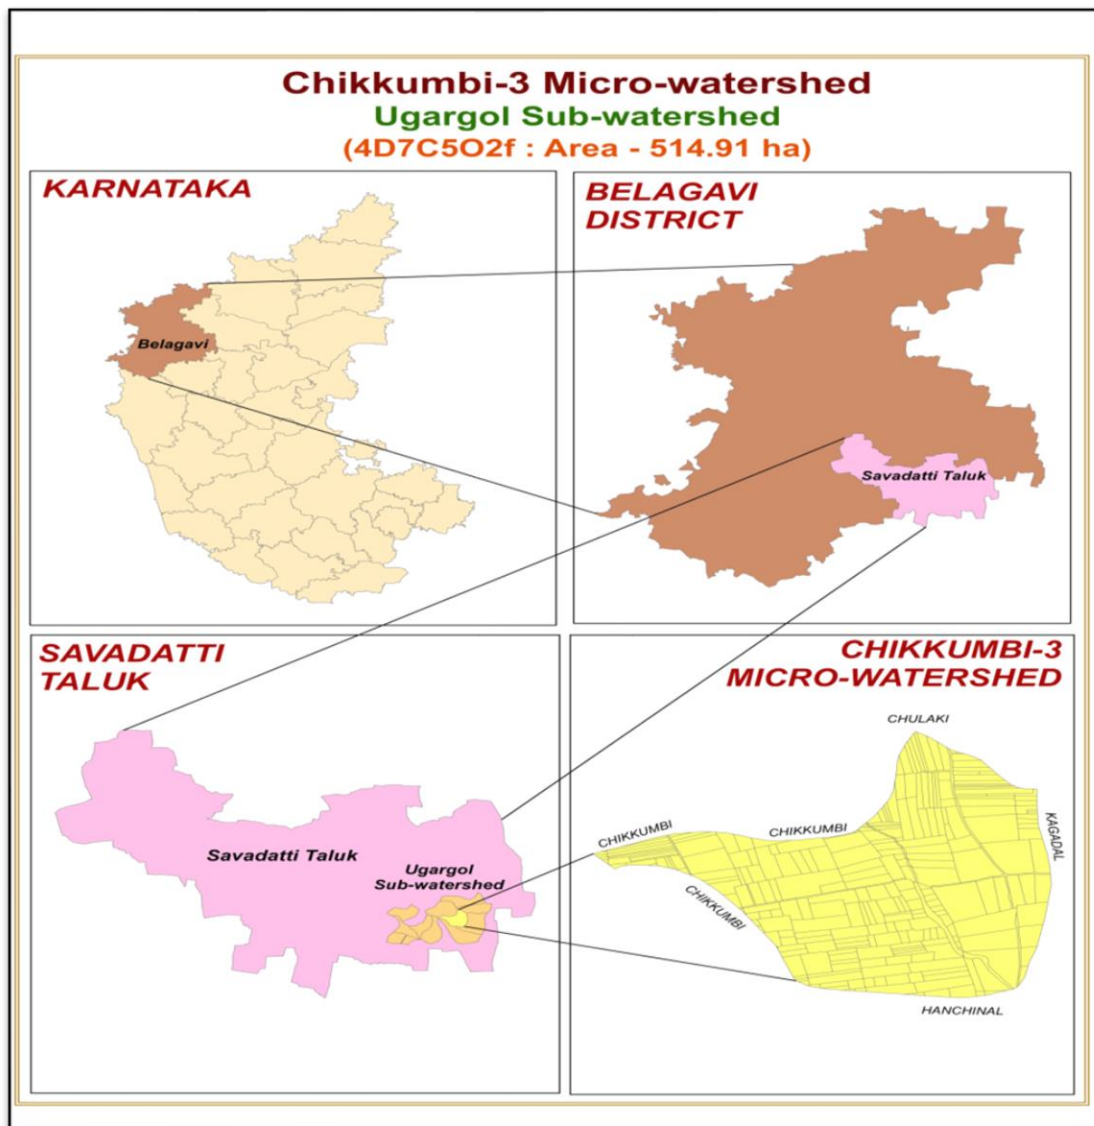 Chikkumbi-3 Micro-watershed
Ugargol Sub-watershed
(4D7C5O2f : Area - 514.91 ha)
KARNATAKA
Belagavi
BELAGAVI
DISTRICT
Savadatti Taluk
SAVADATTI
TALUK
Savadatti Taluk
Ugargol
Sub-watershed
CHIKKUMBI-3
MICRO-WATERSHED
CHULAKI
CHIKKUMBI
CHIKKUMBI
KAGADAL
CHIKKUMBI
HANCHINAL